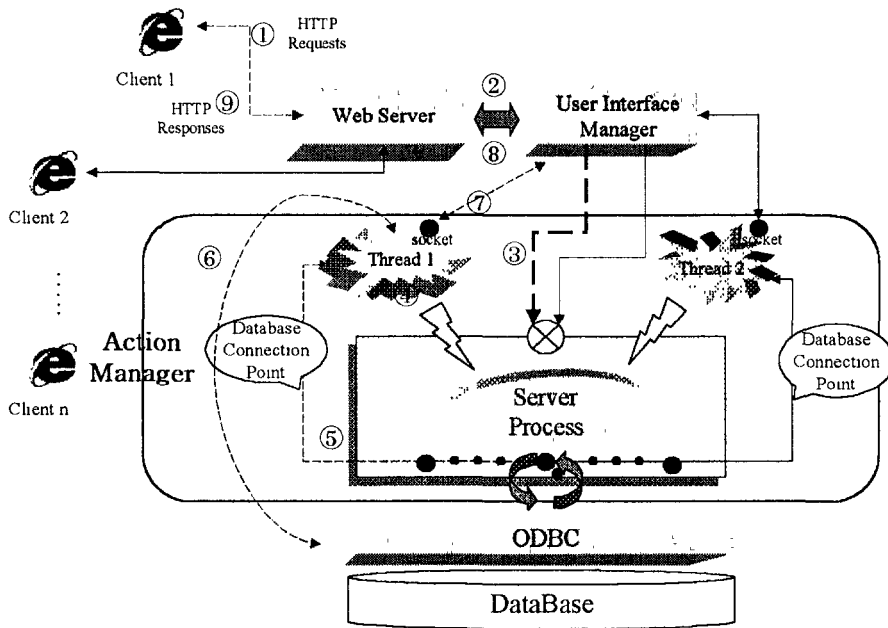 ① HTTP
Requests
Client 1
⑨ HTTP
Responses
Web Server
②
⑧
User Interface
Manager
Client 2
⑦
socket
Thread 1
④
③
socket
Thread 2
⑥
Action
Manager
Database
Connection
Point
Database
Connection
Point
Client n
Server
Process
⑤
ODBC
DataBase